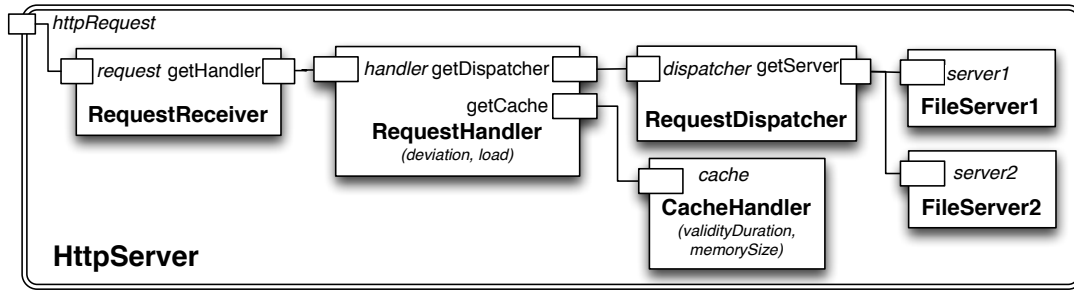 httpRequest
request getHandler
RequestReceiver
handler getDispatcher
getCache
RequestHandler
(deviation, load)
dispatcher getServer
RequestDispatcher
server1
FileServer1
server2
FileServer2
cache
CacheHandler
(validityDuration,
memorySize)
HttpServer